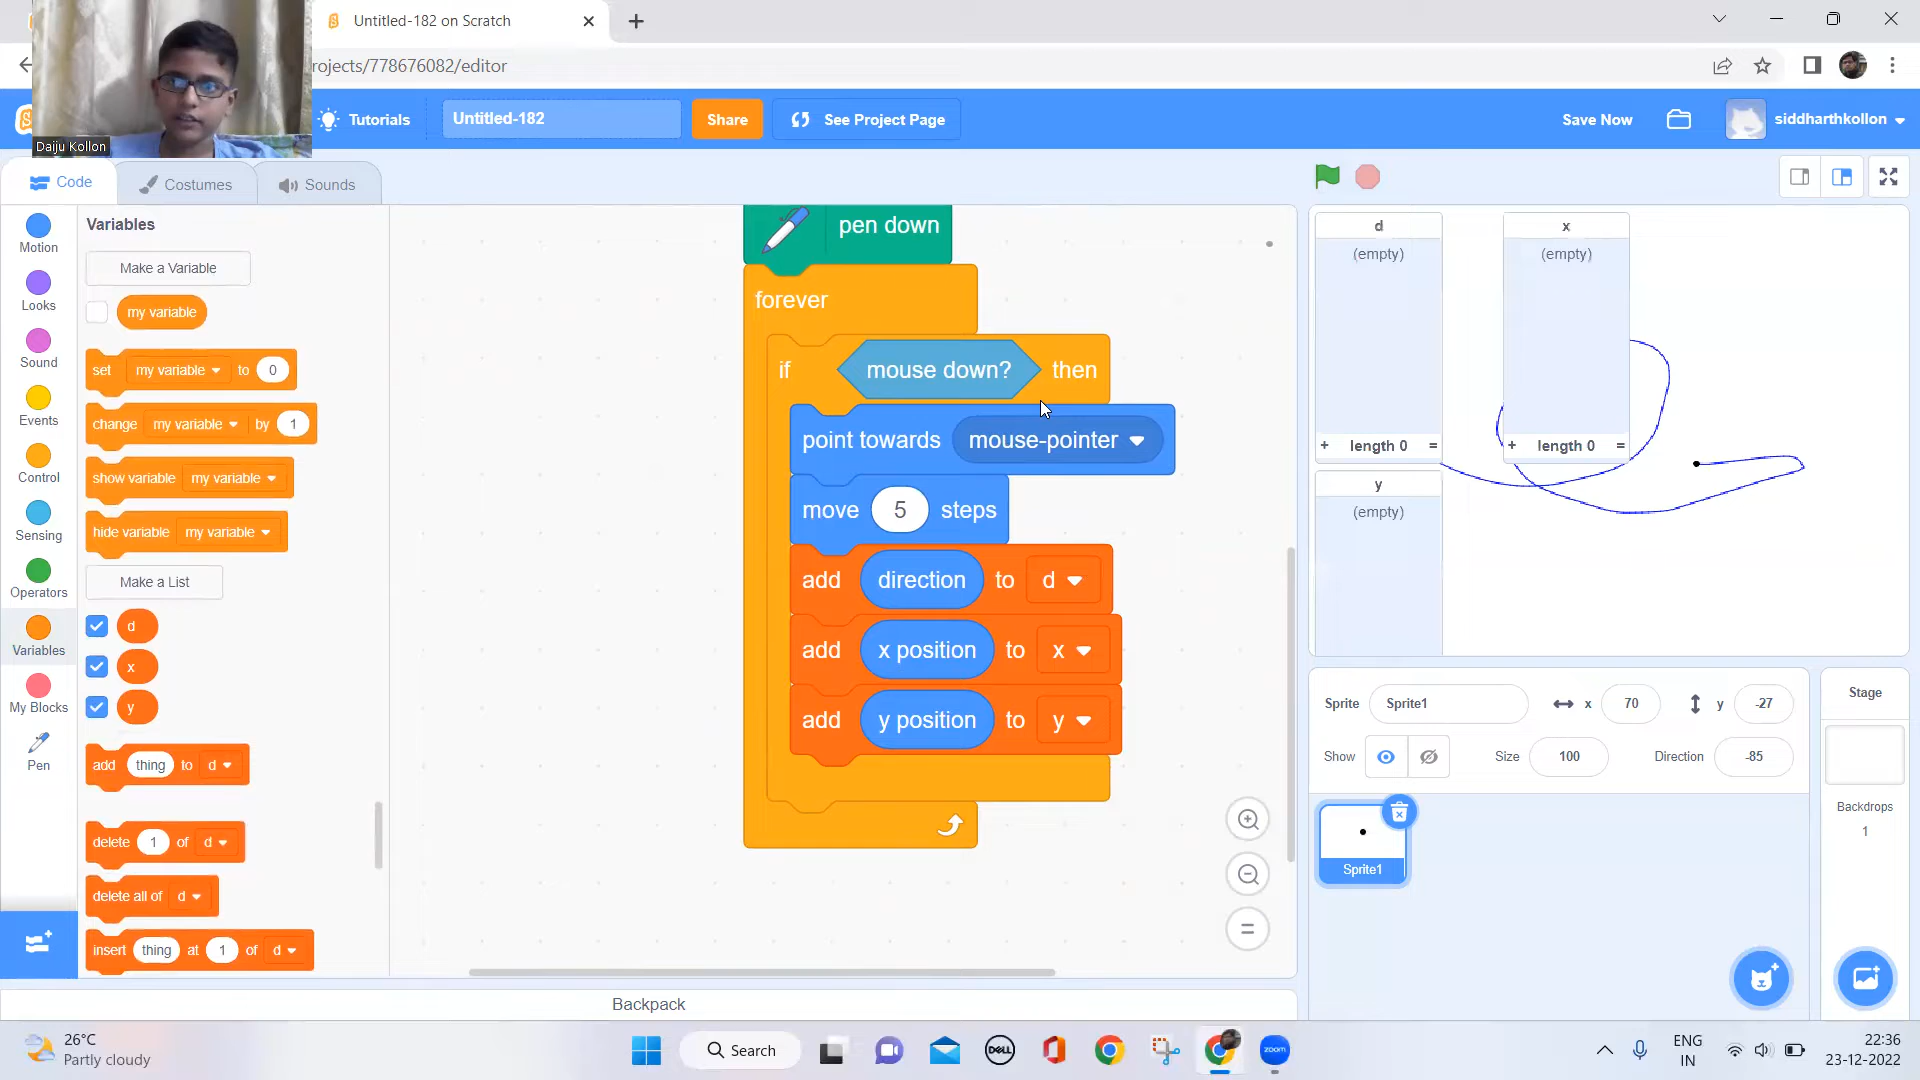 Untitled-182 on Scratch
rojects/778676082/editor
Daiju Kollon
Tutorials
Untitled-182
Share
See Project Page
Save Now
siddharthkollon
Code
Costumes
Sounds
Motion
Looks
Sound
Events
Control
Sensing
Operators
Variables
My Blocks
Pen
Variables
Make a Variable
my variable
set my variable to 0
change my variable by 1
show variable my variable
hide variable my variable
Make a List
d
x
y
add thing to d
delete 1 of d
delete all of d
insert thing at 1 of d
pen down
forever
if mouse down? then
point towards mouse-pointer
move 5 steps
add direction to d
add x position to x
add y position to y
Backpack
d
(empty)
+ length 0 =
x
(empty)
+ length 0 =
y
(empty)
Sprite Sprite1 x 70 y -27
Show Size 100 Direction -85
Sprite1
Stage
Backdrops
1
26°C
Partly cloudy
Search
DELL
zoom
ENG
IN
22:36
23-12-2022